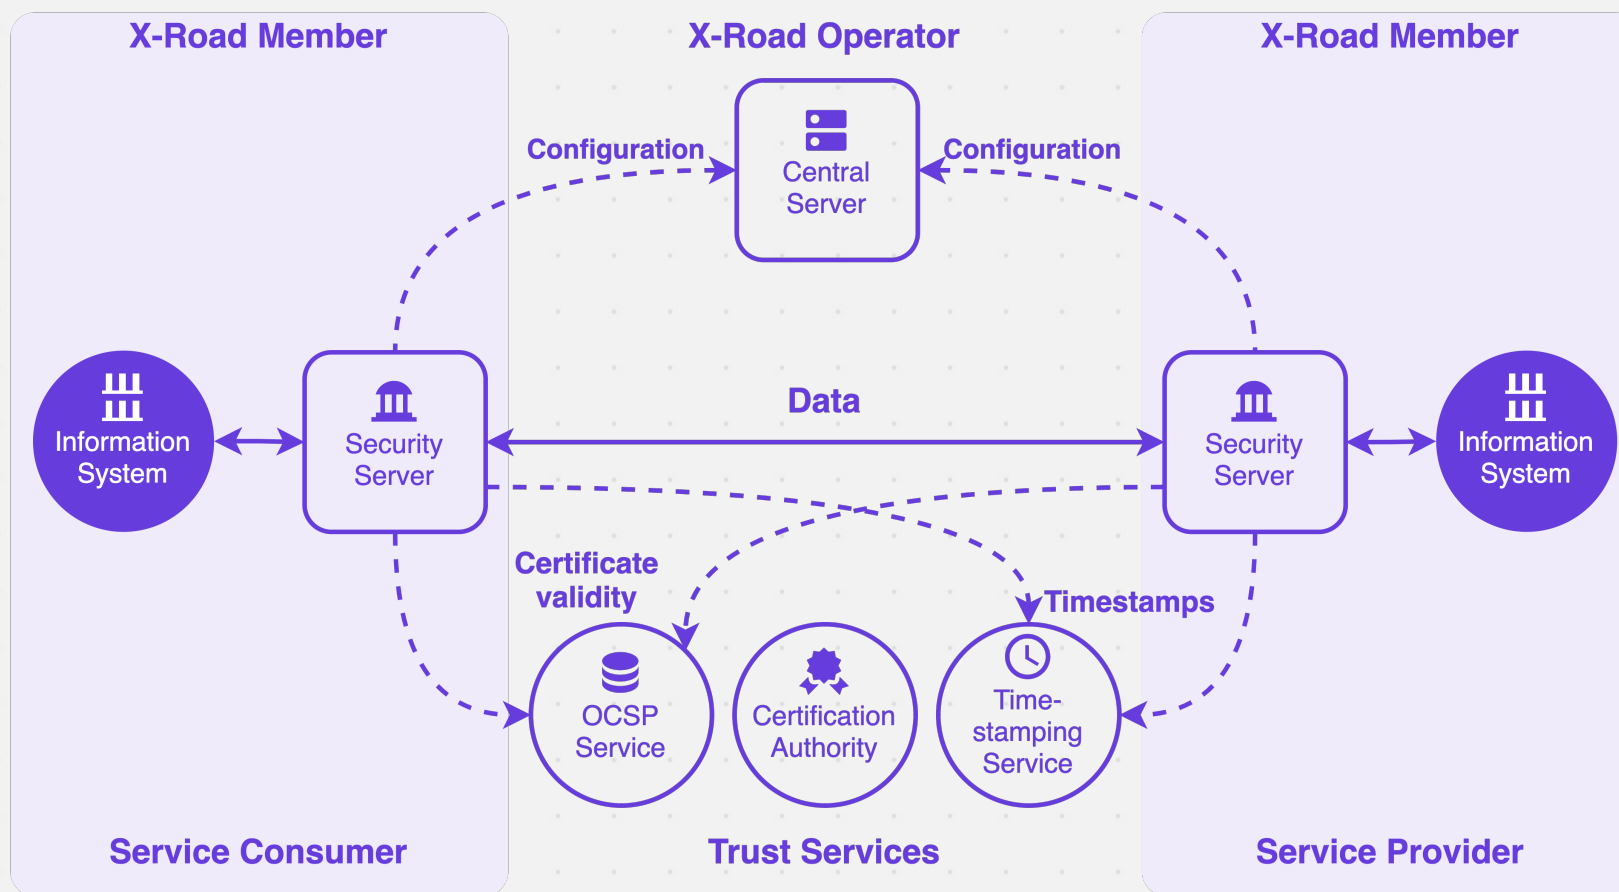 X-Road Member
X-Road Operator
X-Road Member
Configuration
Configuration
Central
Server
Data
Information
System
Security
Server
Security
Server
Information
System
Certificate
validity
Timestamps
OCSP
Service
Certification
Authority
Time-
stamping
Service
Service Consumer
Trust Services
Service Provider